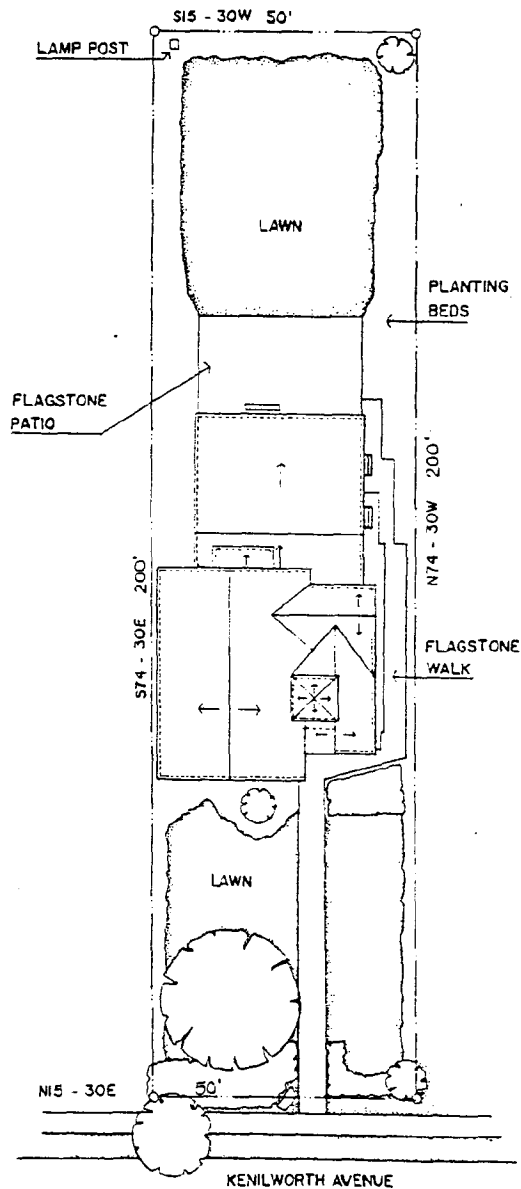 S15 - 30W 50'
LAMP POST
LAWN
PLANTING
BEDS
FLAGSTONE
PATIO
N74 - 30W 200'
S74 - 30E 200'
FLAGSTONE
WALK
LAWN
N15 - 30E 50'
KENILWORTH AVENUE